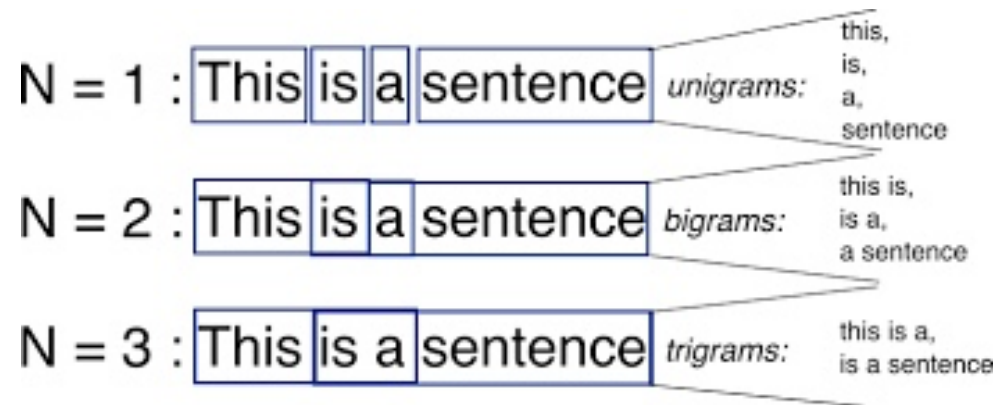 N = 1 : This is a sentence unigrams:
this,
is,
a,
sentence
N = 2 : This is a sentence bigrams:
this is,
is a,
a sentence
N = 3 : This is a sentence trigrams:
this is a,
is a sentence